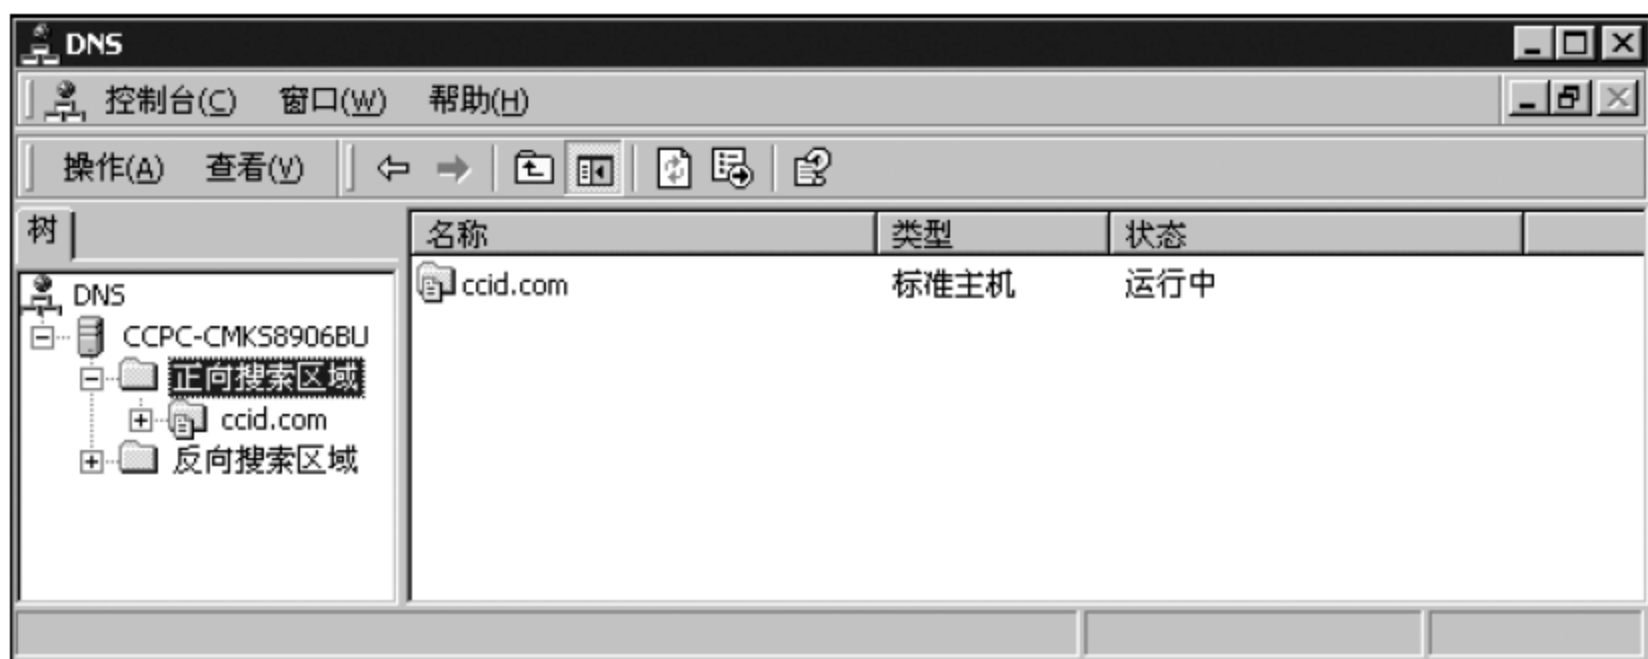 DNS
控制台(C) 窗口(W) 帮助(H)
操作(A) 查看(V)
树
名称 类型 状态
DNS
CCPC-CMKS8906BU
正向搜索区域
ccid.com
反向搜索区域
ccid.com 标准主机 运行中